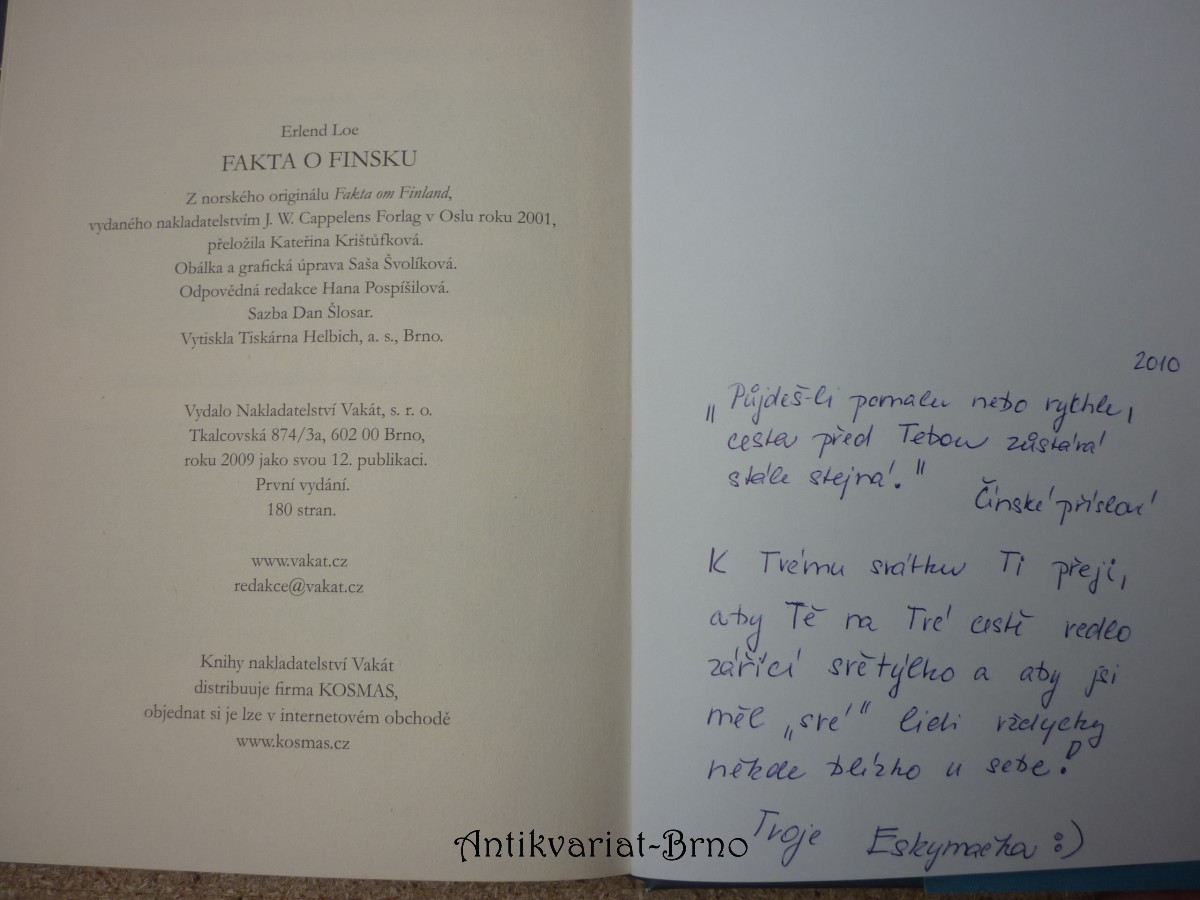 Erlend Loe
FAKTA O FINSKU
Z norského originálu Fakta om Finland,
vydaného nakladatelstvím J. W. Cappelens Forlag v Oslu roku 2001,
přeložila Kateřina Krištůfková.
Obálka a grafická úprava Saša Švolíková.
Odpovědná redakce Hana Pospíšilová.
Sazba Dan Šlosar.
Vytiskla Tiskárna Helbich, a. s., Brno.
Vydalo Nakladatelství Vakát, s. r. o.
Tkalcovská 874/3a, 602 00 Brno,
roku 2009 jako svou 12. publikaci.
První vydání.
180 stran.
www.vakat.cz
redakce@vakat.cz
Knihy nakladatelství Vakát
distribuuje firma KOSMAS,
objednat si je lze v internetovém obchodě
www.kosmas.cz
2010
„Půjdeš-li pomalu nebo rychle,
cesta před Tebou zůstává
stále stejná."
Čínské přísloví
K Tvému svátku Ti přeji,
aby Tě na Tvé cestě vedlo
zářící světýlko a aby jsi
měl „své" lidi vždycky
někde blízko u sebe!
Tvoje Eskymačka :)
Antikvariat-Brno